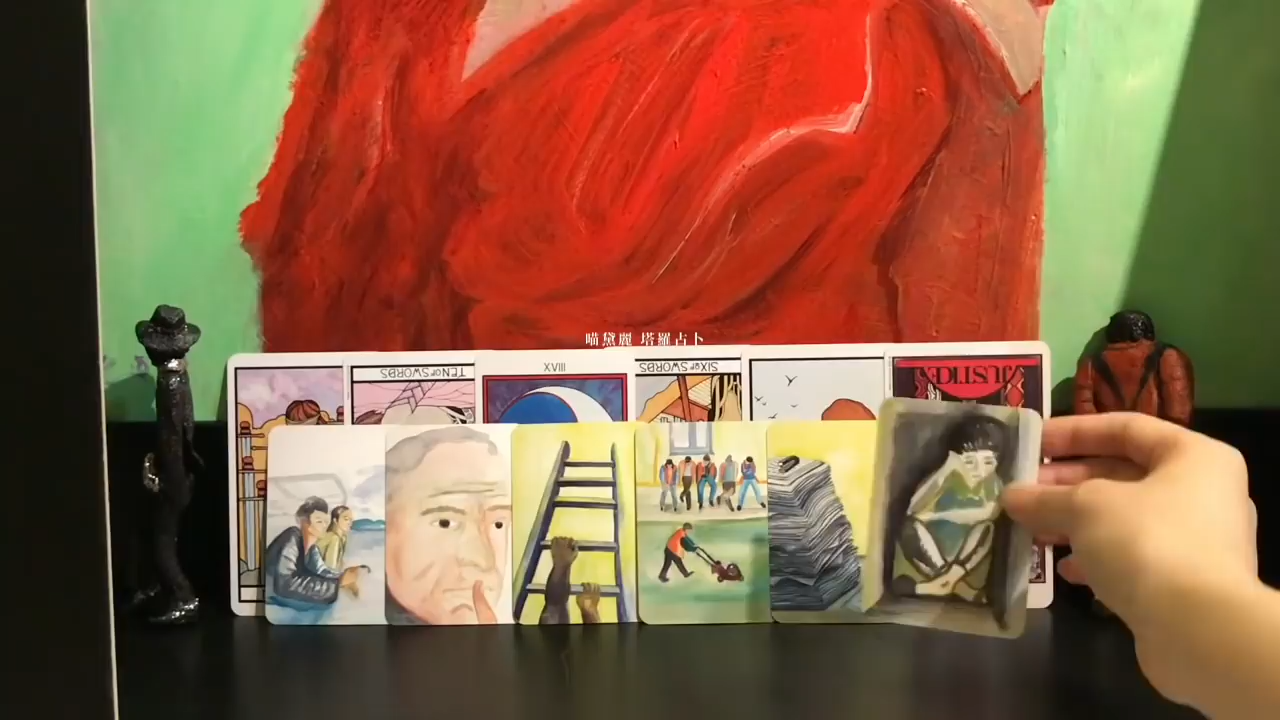 喵黛麗 塔羅占卜
TEN OF SWORDS
XVIII
SIX OF SWORDS
JUSTICE